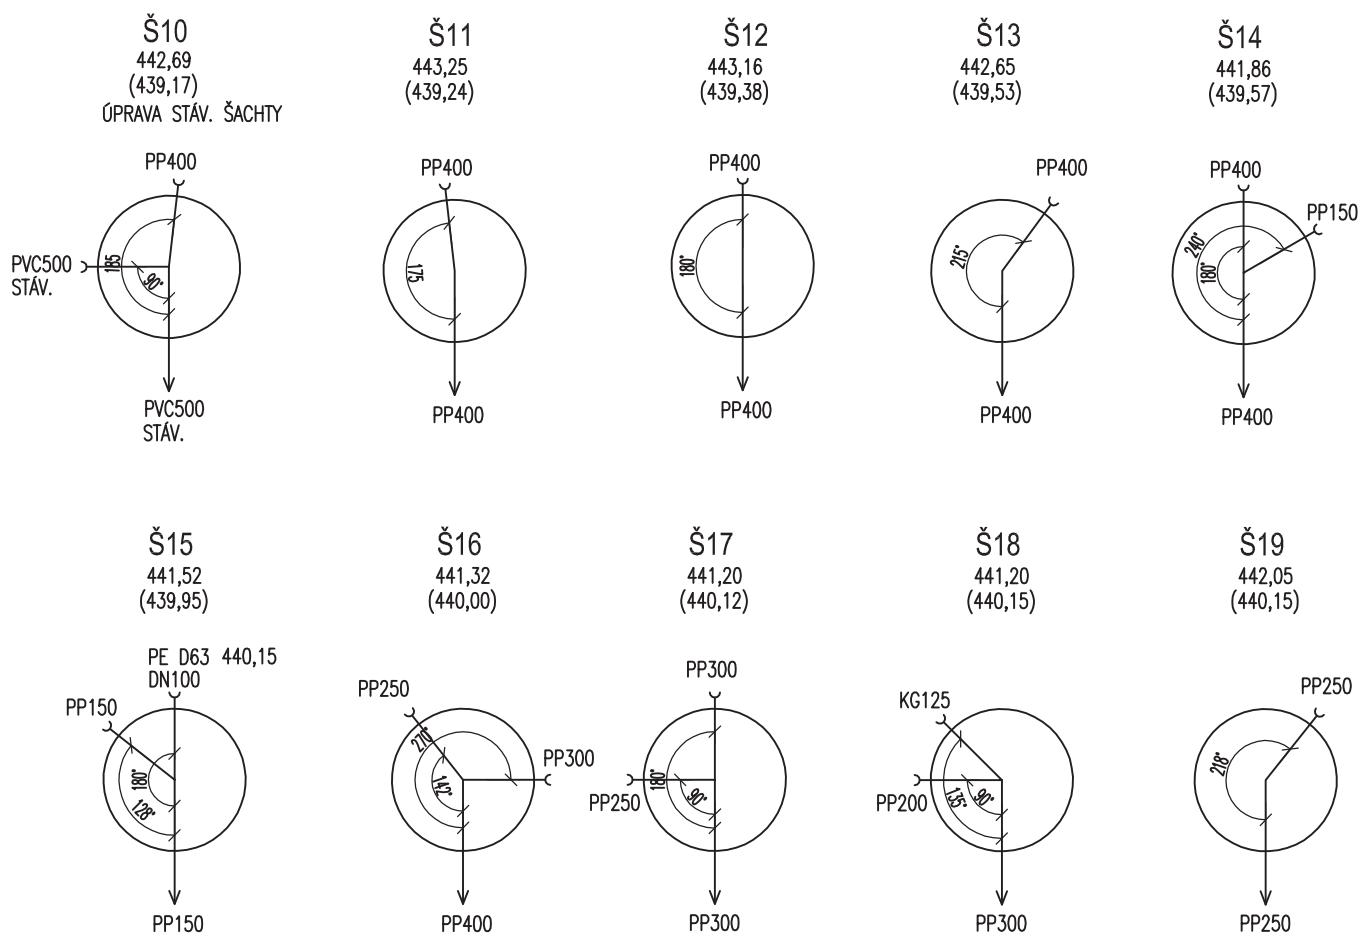 Š10
442,69
(439,17)
ÚPRAVA STÁV. ŠACHTY
PP400
PVC500
STÁV.
185
90°
PVC500
STÁV.
Š11
443,25
(439,24)
PP400
175
PP400
Š12
443,16
(439,38)
PP400
180°
PP400
Š13
442,65
(439,53)
PP400
215°
PP400
Š14
441,86
(439,57)
PP400
PP150
240°
180°
PP400
Š15
441,52
(439,95)
PE D63 440,15
DN100
PP150
180°
128°
PP150
Š16
441,32
(440,00)
PP250
270°
PP300
142°
PP400
Š17
441,20
(440,12)
PP300
180°
PP250
90°
PP300
Š18
441,20
(440,15)
KG125
PP200
135°
90°
PP300
Š19
442,05
(440,15)
PP250
218°
PP250